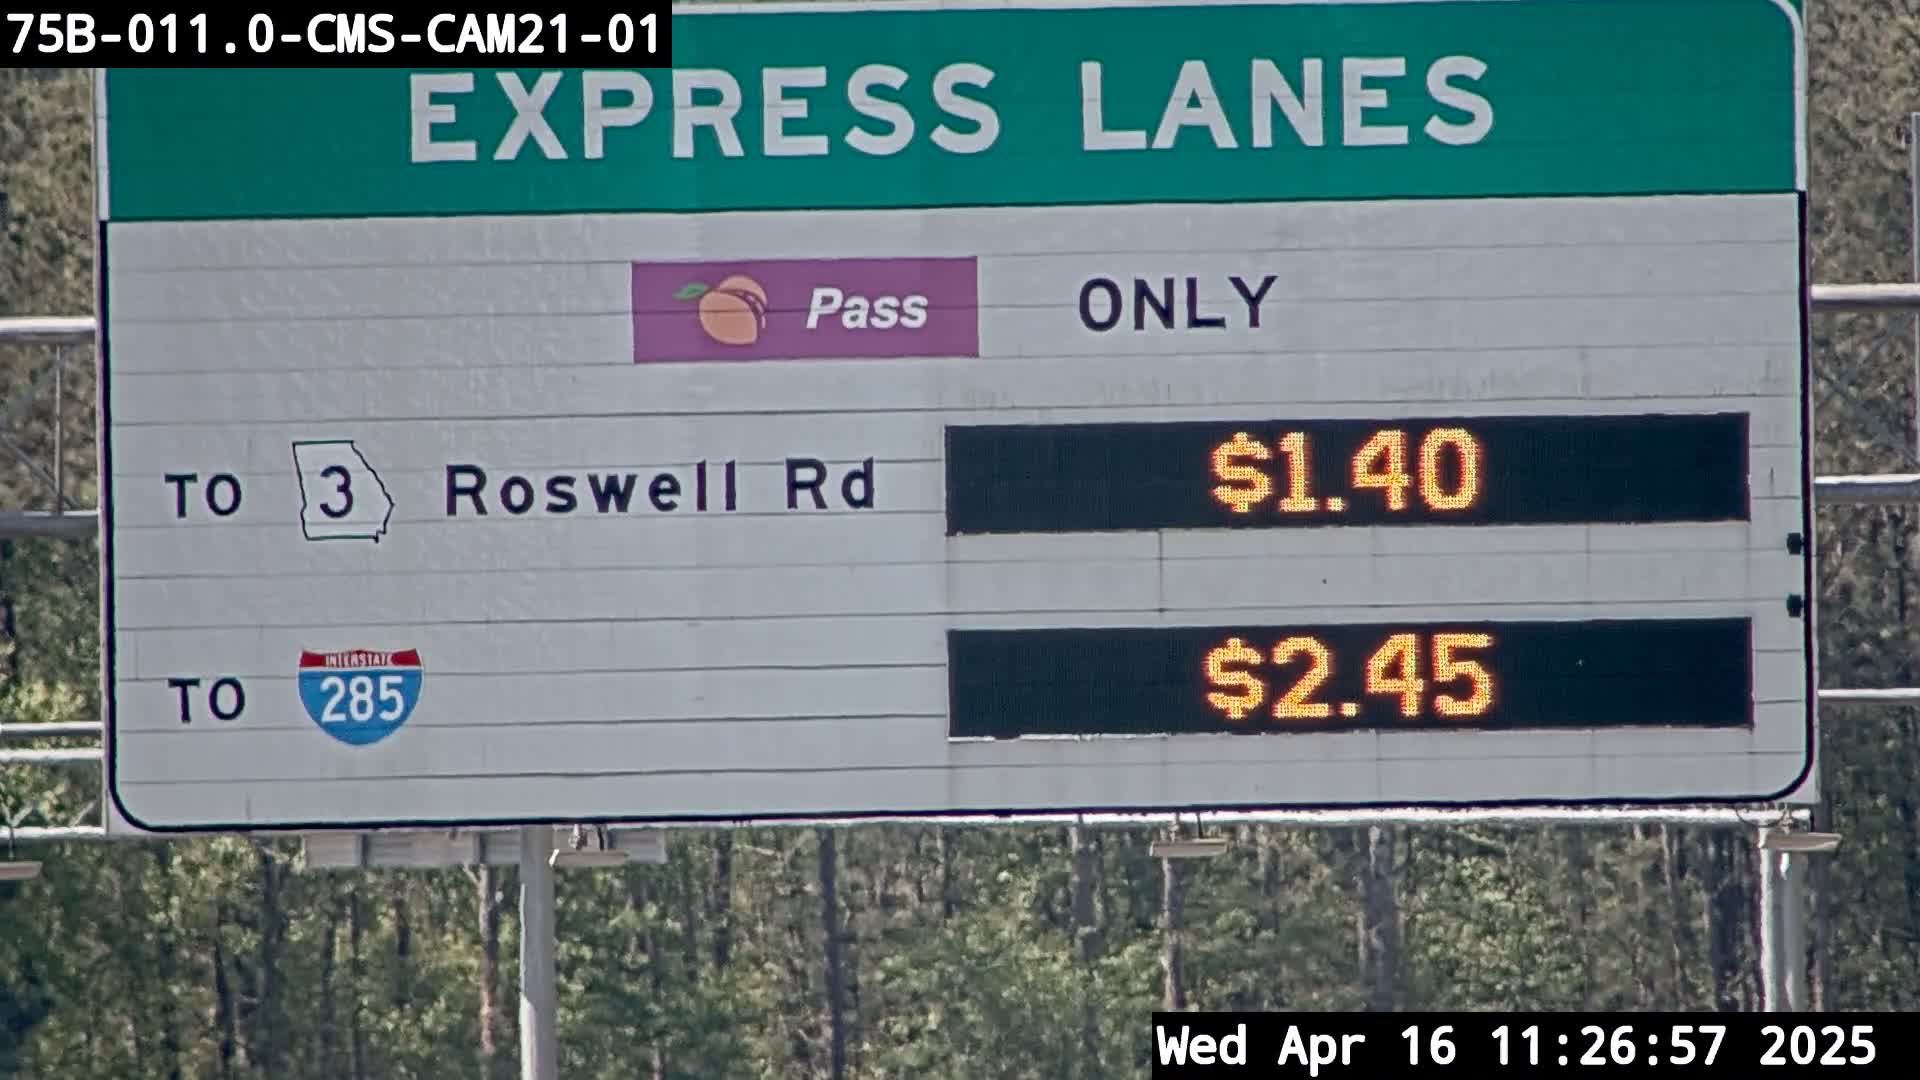 75B-011.0-CMS-CAM21-01
EXPRESS LANES
Pass ONLY
TO 3 Roswell Rd $1.40
INTERSTATE
TO 285 $2.45
Wed Apr 16 11:26:57 2025